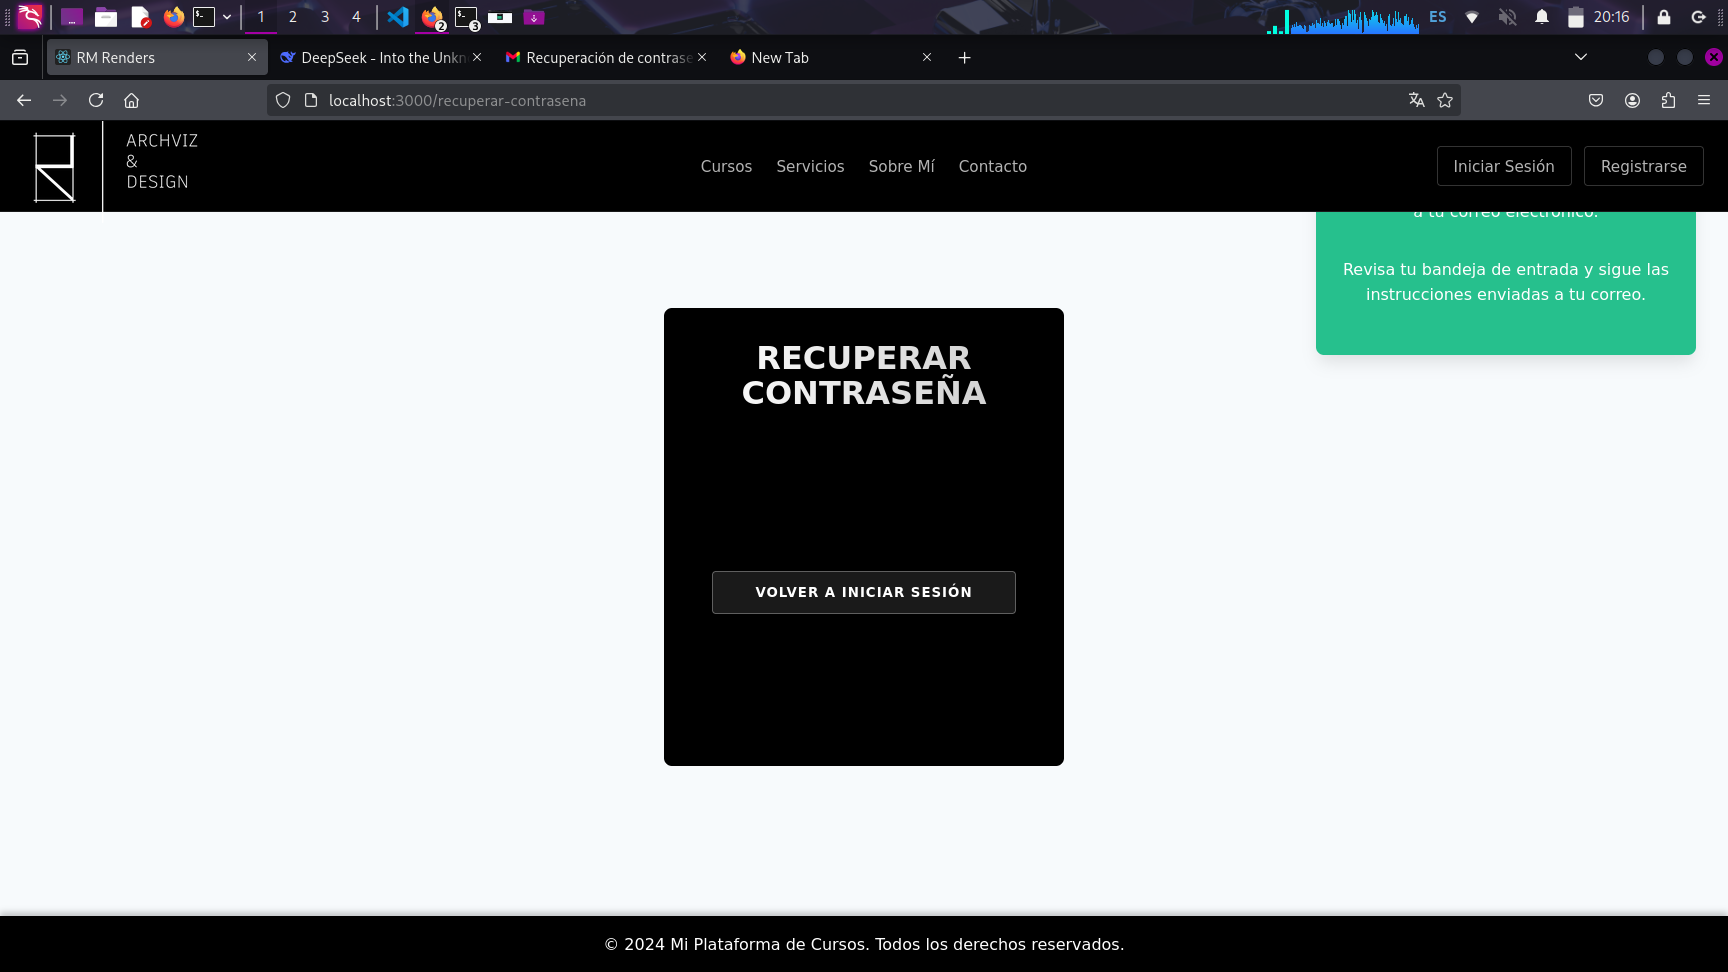 1 2 3 4
2
3
ES
20:16
RM Renders
DeepSeek - Into the Unkn
Recuperación de contrase
New Tab
localhost:3000/recuperar-contrasena
ARCHVIZ
&
DESIGN
Cursos
Servicios
Sobre Mí
Contacto
Iniciar Sesión
Registrarse
a tu correo electrónico.
Revisa tu bandeja de entrada y sigue las
instrucciones enviadas a tu correo.
RECUPERAR
CONTRASEÑA
VOLVER A INICIAR SESIÓN
© 2024 Mi Plataforma de Cursos. Todos los derechos reservados.